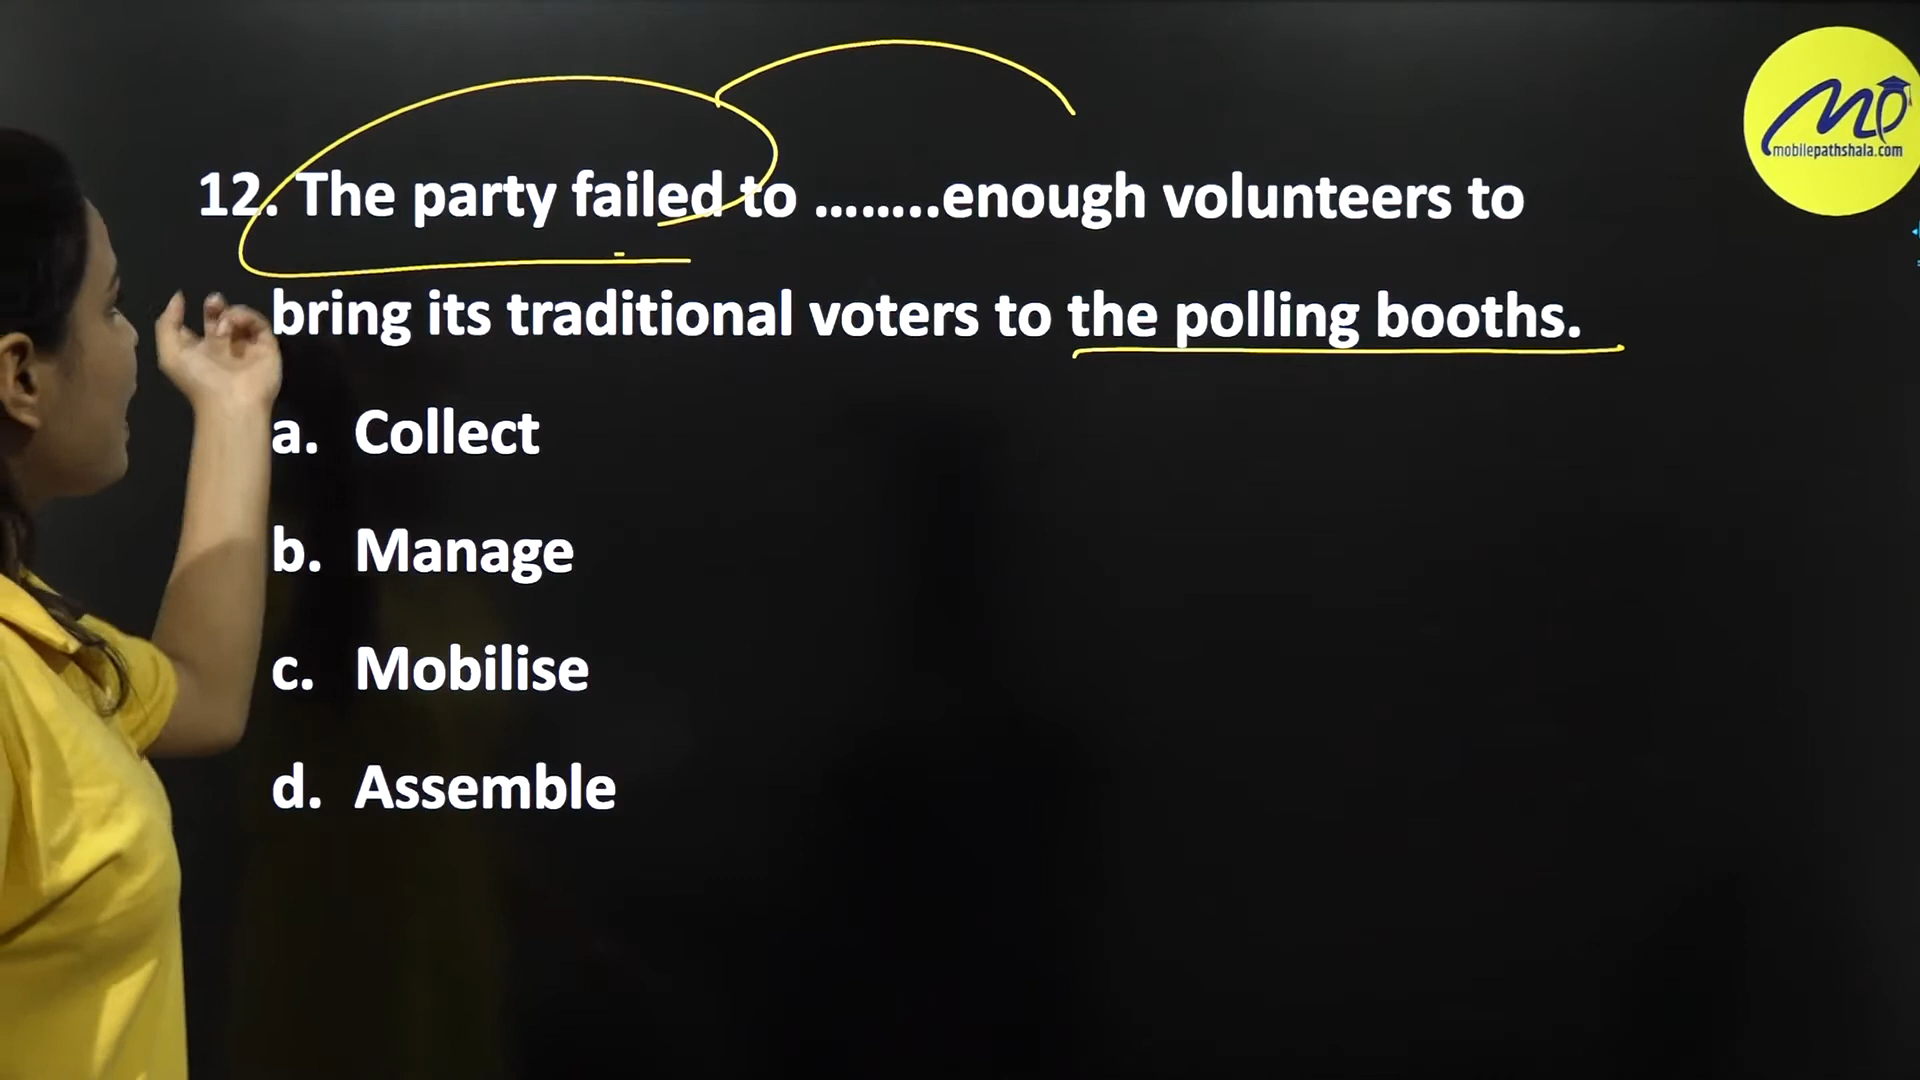 mobilepathshala.com
12. The party failed to ........enough volunteers to
bring its traditional voters to the polling booths.
a. Collect
b. Manage
c. Mobilise
d. Assemble